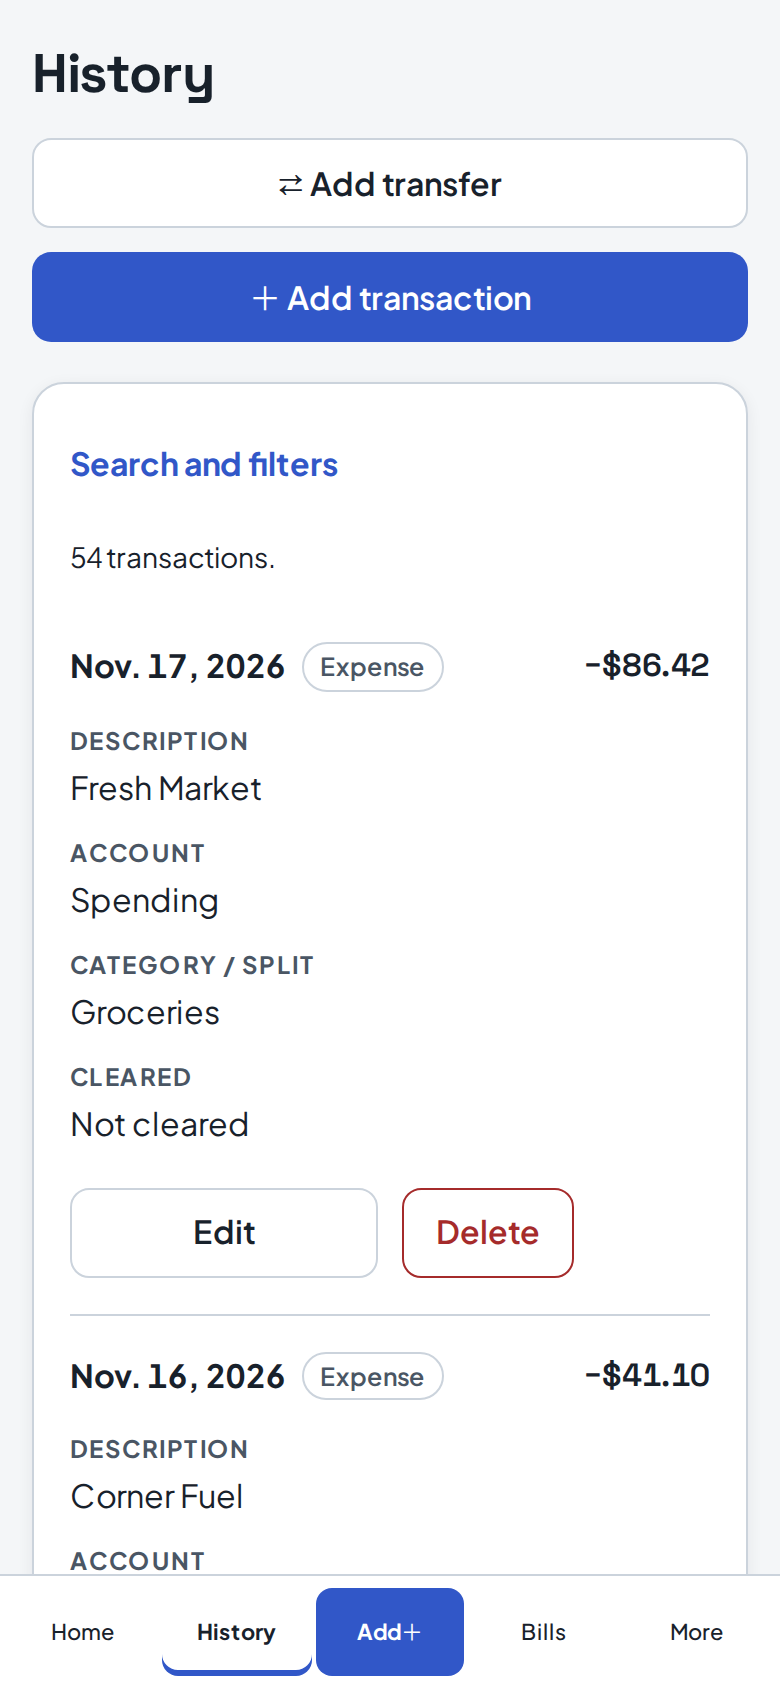 History
⇄ Add transfer
+ Add transaction
Search and filters
54 transactions.
Nov. 17, 2026 Expense -$86.42
DESCRIPTION
Fresh Market
ACCOUNT
Spending
CATEGORY / SPLIT
Groceries
CLEARED
Not cleared
Edit Delete
Nov. 16, 2026 Expense -$41.10
DESCRIPTION
Corner Fuel
ACCOUNT
Home History Add+ Bills More